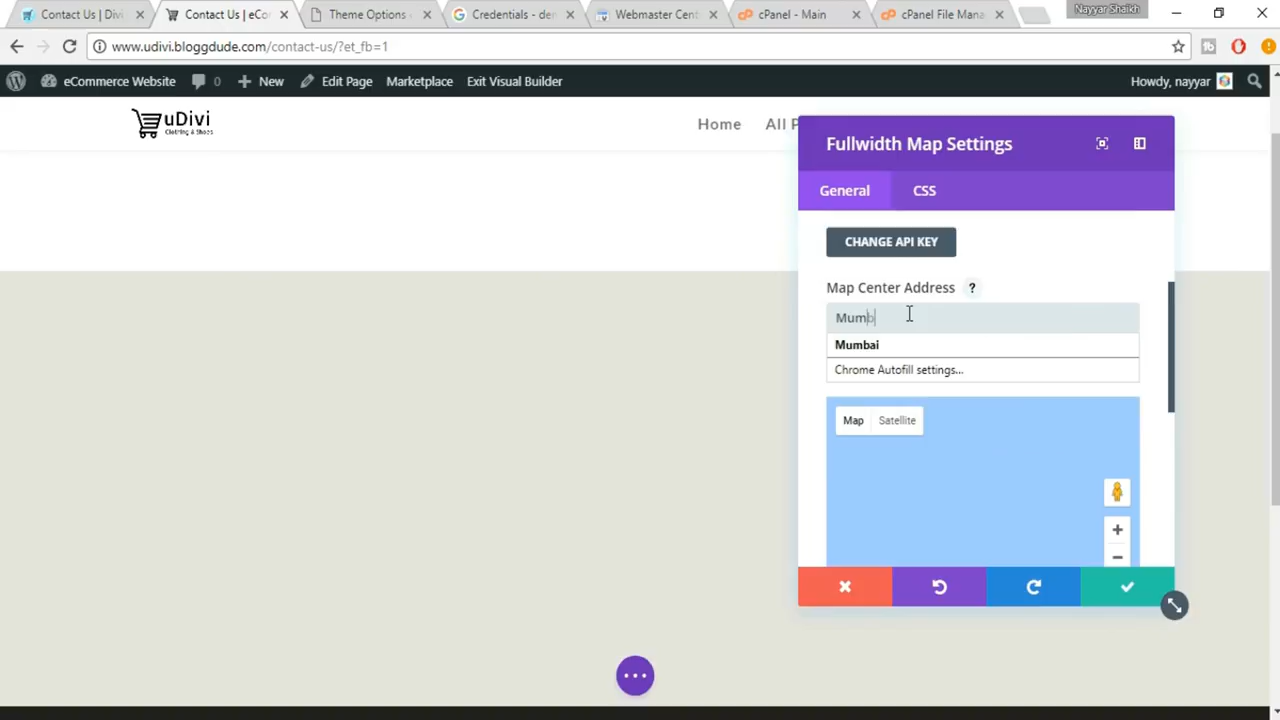 Contact Us | Divi
Contact Us | eCo
Theme Options
Credentials - den
Webmaster Cent
cPanel - Main
cPanel File Mana
Nayyar Shaikh
www.udivi.bloggdude.com/contact-us/?et_fb=1
eCommerce Website
0
New
Edit Page
Marketplace
Exit Visual Builder
Howdy, nayyar
uDivi
Clothing & Shoes
Home
All P
Fullwidth Map Settings
General
CSS
CHANGE API KEY
Map Center Address ?
Mumb
Mumbai
Chrome Autofill settings...
Map
Satellite